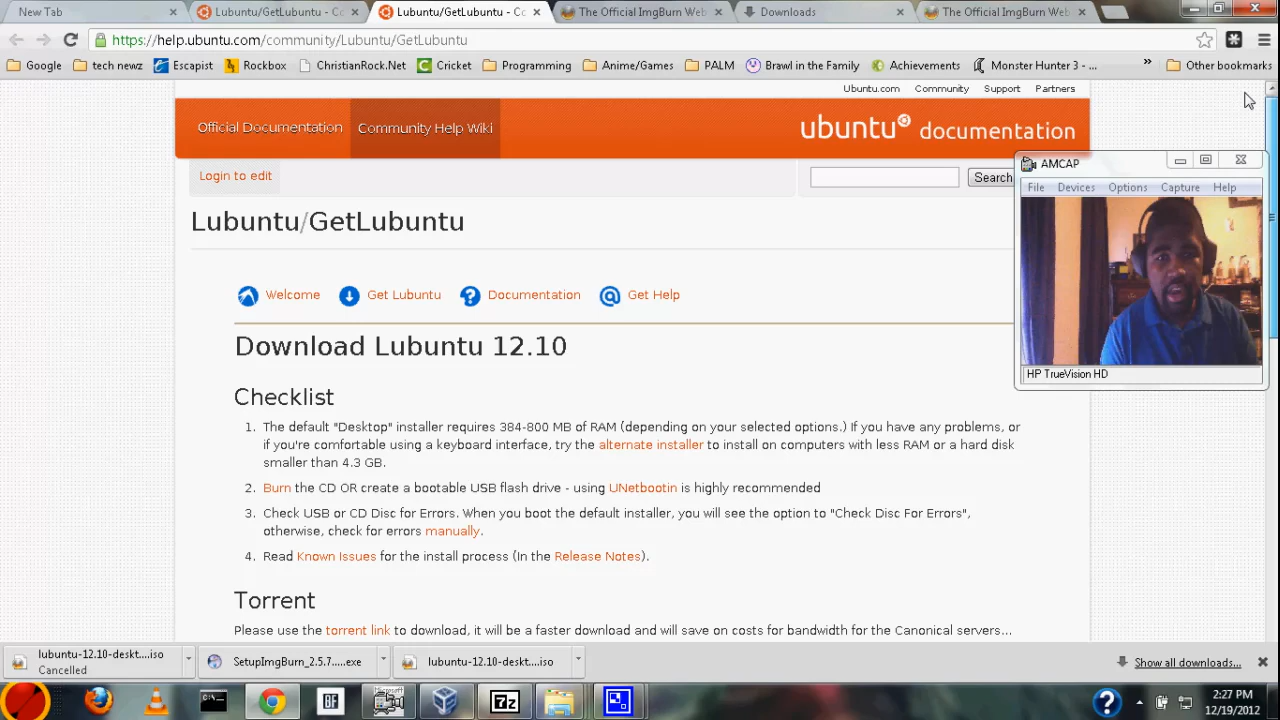 New Tab
Lubuntu/GetLubuntu - Co
Lubuntu/GetLubuntu - Co
The Official ImgBurn Web
Downloads
The Official ImgBurn Web
https://help.ubuntu.com/community/Lubuntu/GetLubuntu
Google
tech newz
Escapist
Rockbox
ChristianRock.Net
Cricket
Programming
Anime/Games
PALM
Brawl in the Family
Achievements
Monster Hunter 3 - ...
»
Other bookmarks
Ubuntu.com Community Support Partners
Official Documentation
Community Help Wiki
ubuntu documentation
Login to edit
Search
AMCAP
File Devices Options Capture Help
HP TrueVision HD
Lubuntu/GetLubuntu
Welcome Get Lubuntu Documentation Get Help
Download Lubuntu 12.10
Checklist
1. The default "Desktop" installer requires 384-800 MB of RAM (depending on your selected options.) If you have any problems, or
if you're comfortable using a keyboard interface, try the alternate installer to install on computers with less RAM or a hard disk
smaller than 4.3 GB.
2. Burn the CD OR create a bootable USB flash drive - using UNetbootin is highly recommended
3. Check USB or CD Disc for Errors. When you boot the default installer, you will see the option to "Check Disc For Errors",
otherwise, check for errors manually.
4. Read Known Issues for the install process (In the Release Notes).
Torrent
Please use the torrent link to download, it will be a faster download and will save on costs for bandwidth for the Canonical servers...
lubuntu-12.10-deskt....iso
Cancelled
SetupImgBurn_2.5.7.....exe
lubuntu-12.10-deskt....iso
Show all downloads...
BF
Microsoft
7z
2:27 PM
12/19/2012